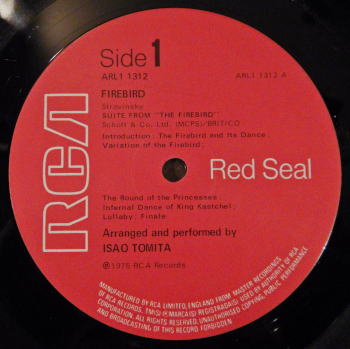 Side 1
ARL1 1312
ARL1 1312 A
FIREBIRD
Stravinsky
SUITE FROM "THE FIREBIRD"
Schott & Co. Ltd. (MCPS)/BRITICO
Introduction: The Firebird and Its Dance;
Variation of the Firebird;
RCA
Red Seal
The Round of the Princesses;
Infernal Dance of King Kastchei;
Lullaby; Finale
Arranged and performed by
ISAO TOMITA
℗ 1975 RCA Records
MANUFACTURED BY RCA LIMITED, ENGLAND FROM MASTER RECORDINGS
OF RCA RECORDS. TM(S) ® MARCA(S) REGISTRADA(S) USED BY AUTHORITY OF RCA
CORPORATION. ALL RIGHTS RESERVED. UNAUTHORISED COPYING, PUBLIC PERFORMANCE
AND BROADCASTING OF THIS RECORD FORBIDDEN